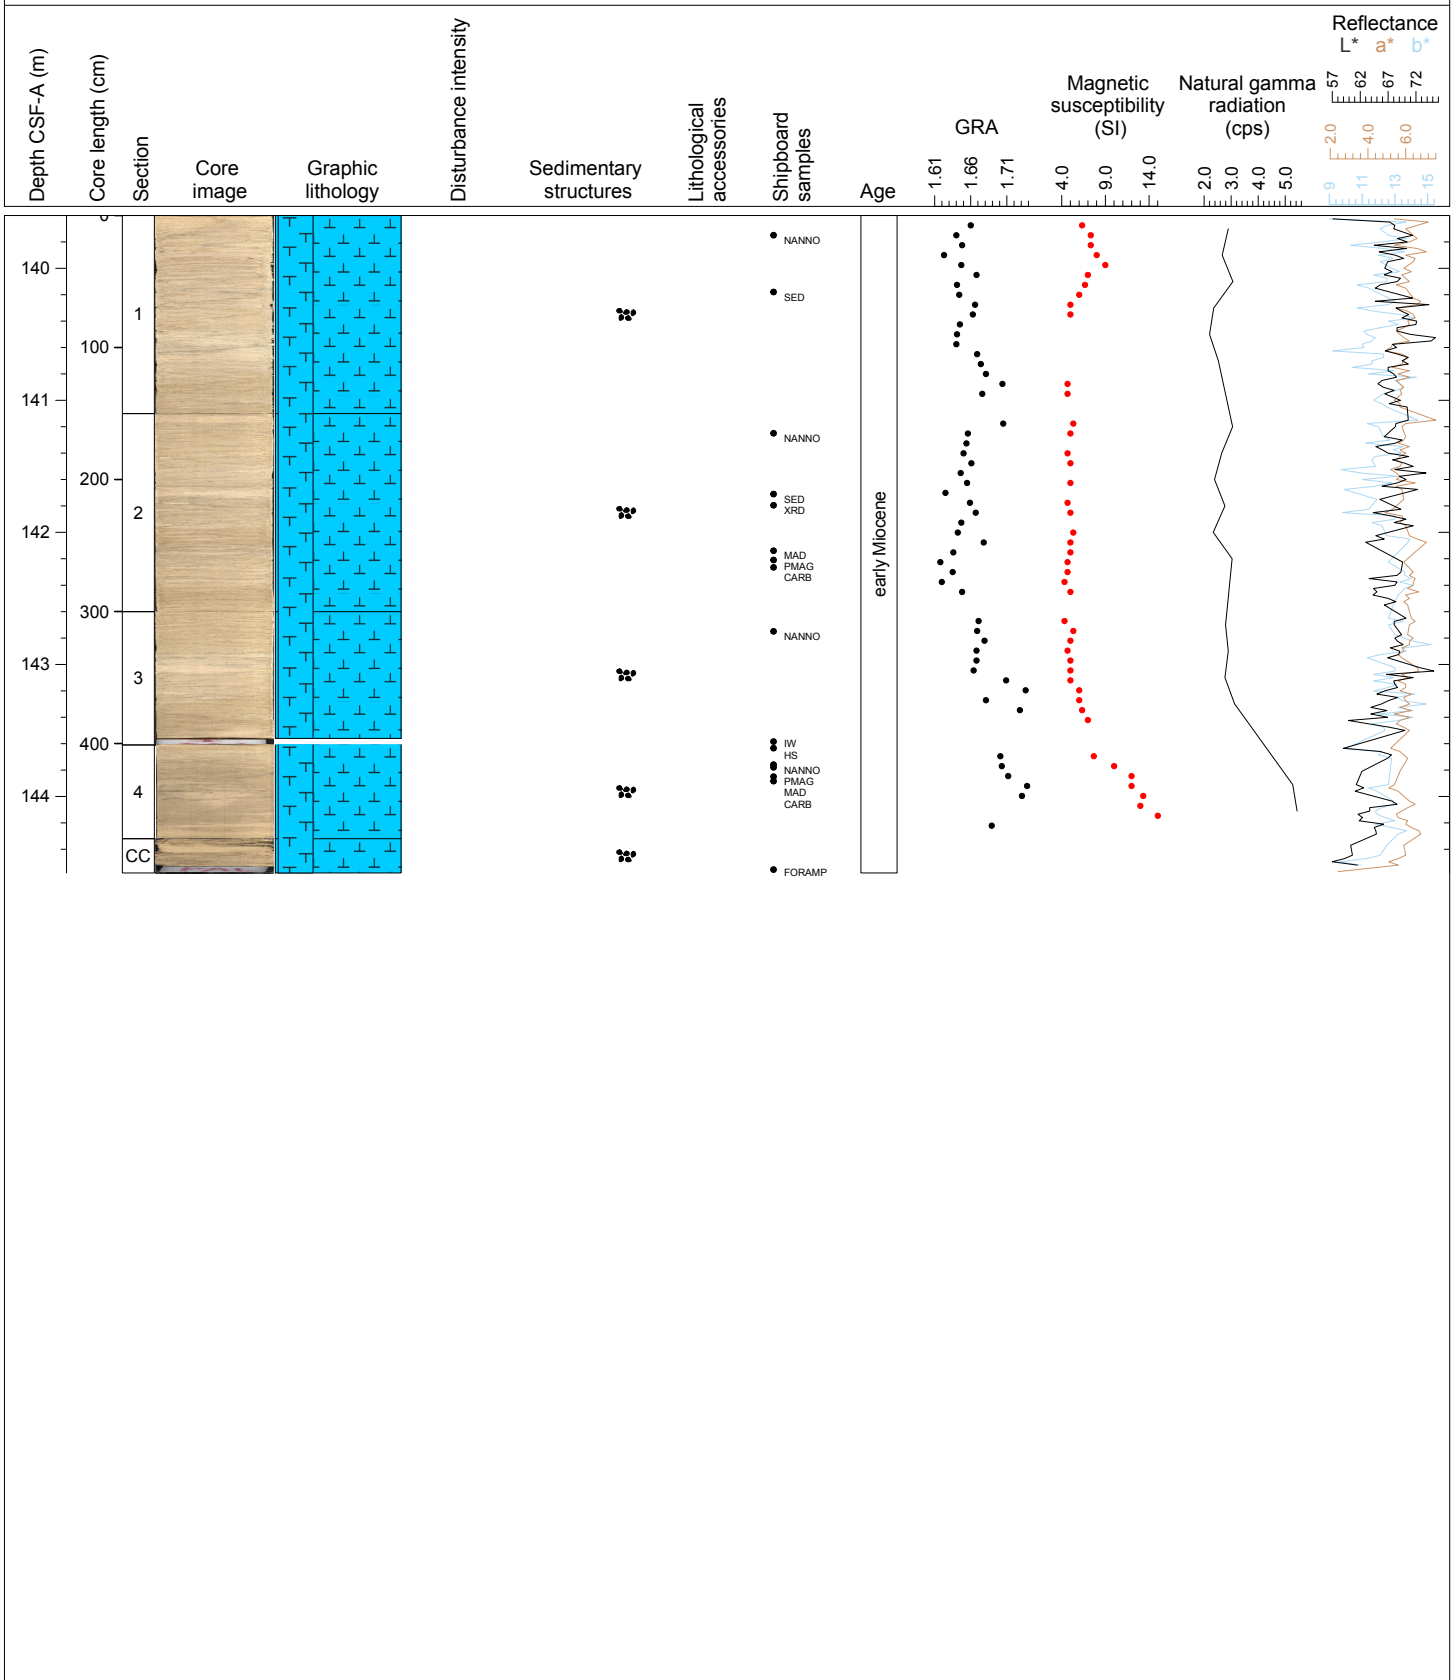 Depth CSF-A (m)
Core length (cm)
Section
Core
image
Graphic
lithology
Disturbance intensity
Sedimentary
structures
Lithological
accessories
Shipboard
samples
Age
GRA
1.61 1.66 1.71
Magnetic
susceptibility
(SI)
4.0 9.0 14.0
Natural gamma
radiation
(cps)
2.0 3.0 4.0 5.0
Reflectance
L* a* b*
57 62 67 72
2.0 4.0 6.0
9 11 13 15
0
140
141
142
143
144
100
200
300
400
1
2
3
4
CC
NANNO
SED
NANNO
SED
XRD
MAD
PMAG
CARB
NANNO
IW
HS
NANNO
PMAG
MAD
CARB
FORAMP
early Miocene